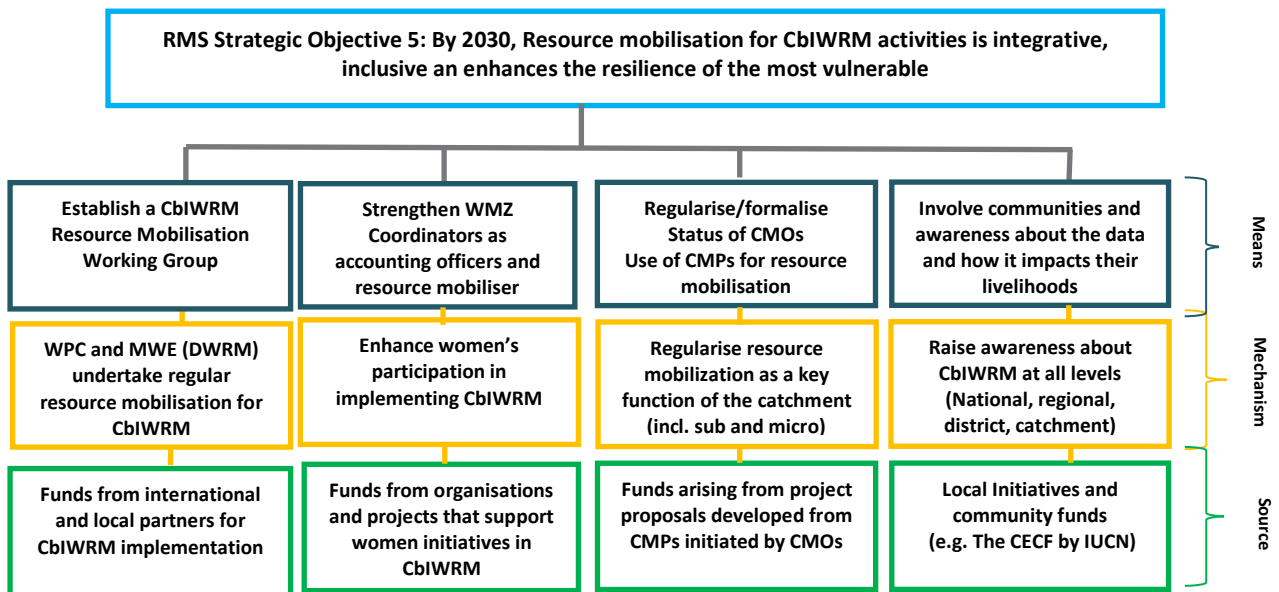 RMS Strategic Objective 5: By 2030, Resource mobilisation for CbIWRM activities is integrative,
inclusive an enhances the resilience of the most vulnerable
Establish a CbIWRM
Resource Mobilisation
Working Group
Strengthen WMZ
Coordinators as
accounting officers and
resource mobiliser
Regularise/formalise
Status of CMOs
Use of CMPs for resource
mobilisation
Involve communities and
awareness about the data
and how it impacts their
livelihoods
Means
WPC and MWE (DWRM)
undertake regular
resource mobilisation for
CbIWRM
Enhance women’s
participation in
implementing CbIWRM
Regularise resource
mobilization as a key
function of the catchment
(incl. sub and micro)
Raise awareness about
CbIWRM at all levels
(National, regional,
district, catchment)
Mechanism
Funds from international
and local partners for
CbIWRM implementation
Funds from organisations
and projects that support
women initiatives in
CbIWRM
Funds arising from project
proposals developed from
CMPs initiated by CMOs
Local Initiatives and
community funds
(e.g. The CECF by IUCN)
Source